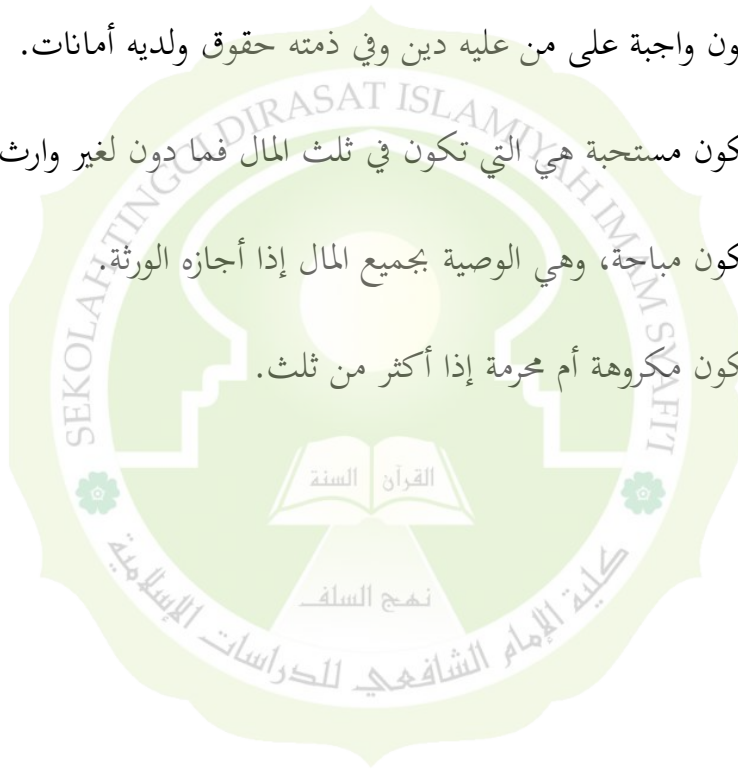 ون واجبة على من عليه دين وفي ذمته حقوق ولديه أمانات.
كون مستحبة هي التي تكون في ثلث المال فما دون لغير وارث
كون مباحة، وهي الوصية بجميع المال إذا أجازه الورثة.
كون مكروهة أم محرمة إذا أكثر من ثلث.
SEKOLAH TINGGI DIRASAT ISLAMIYAH IMAM SYAFI'I
القرآن السنة
نهج السلف
كلية الإمام الشافعي للدراسات الإسلامية